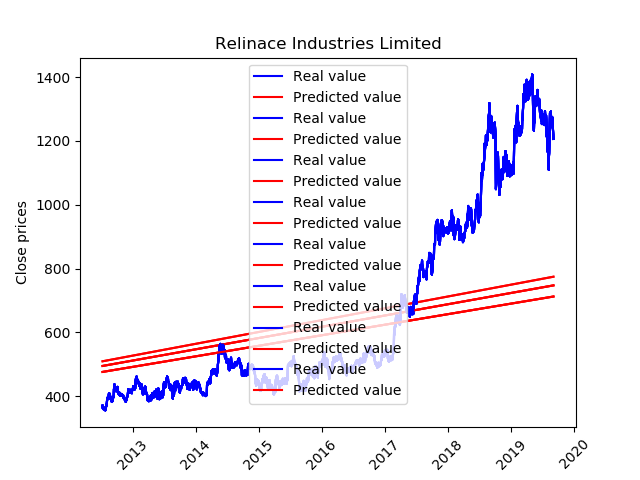 Relinace Industries Limited
Close prices
1400
1200
1000
800
600
400
Real value
Predicted value
Real value
Predicted value
Real value
Predicted value
Real value
Predicted value
Real value
Predicted value
Real value
Predicted value
Real value
Predicted value
Real value
Predicted value
2013
2014
2015
2016
2017
2018
2019
2020